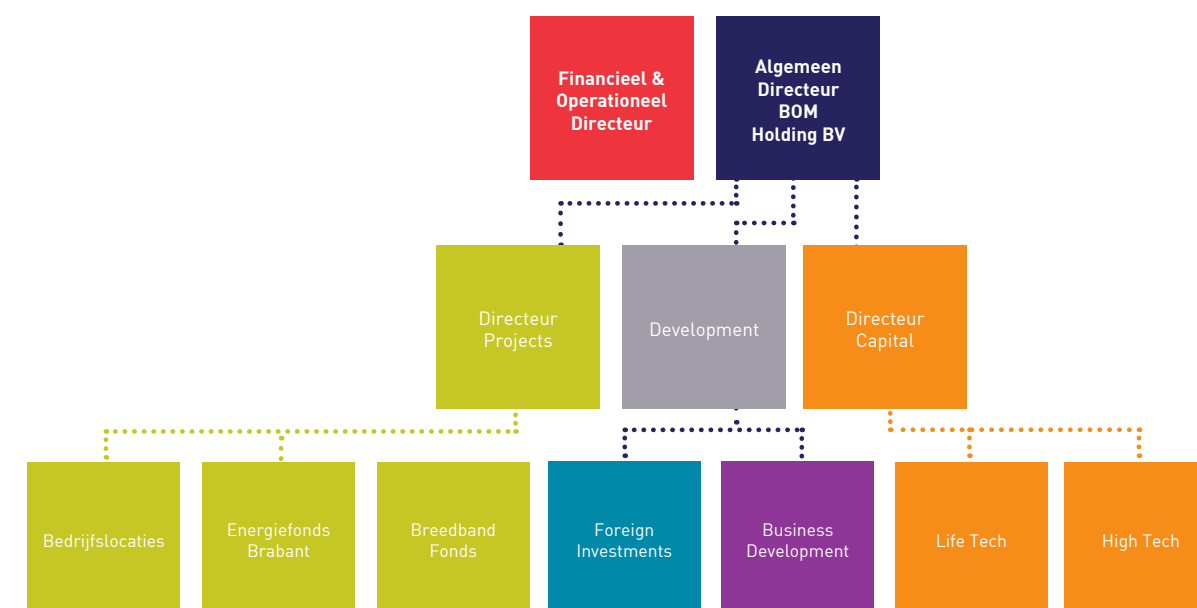 Financieel &
Operationeel
Directeur
Algemeen
Directeur
BOM
Holding BV
Directeur
Projects
Development
Directeur
Capital
Bedrijfslocaties
Energiefonds
Brabant
Breedband
Fonds
Foreign
Investments
Business
Development
Life Tech
High Tech